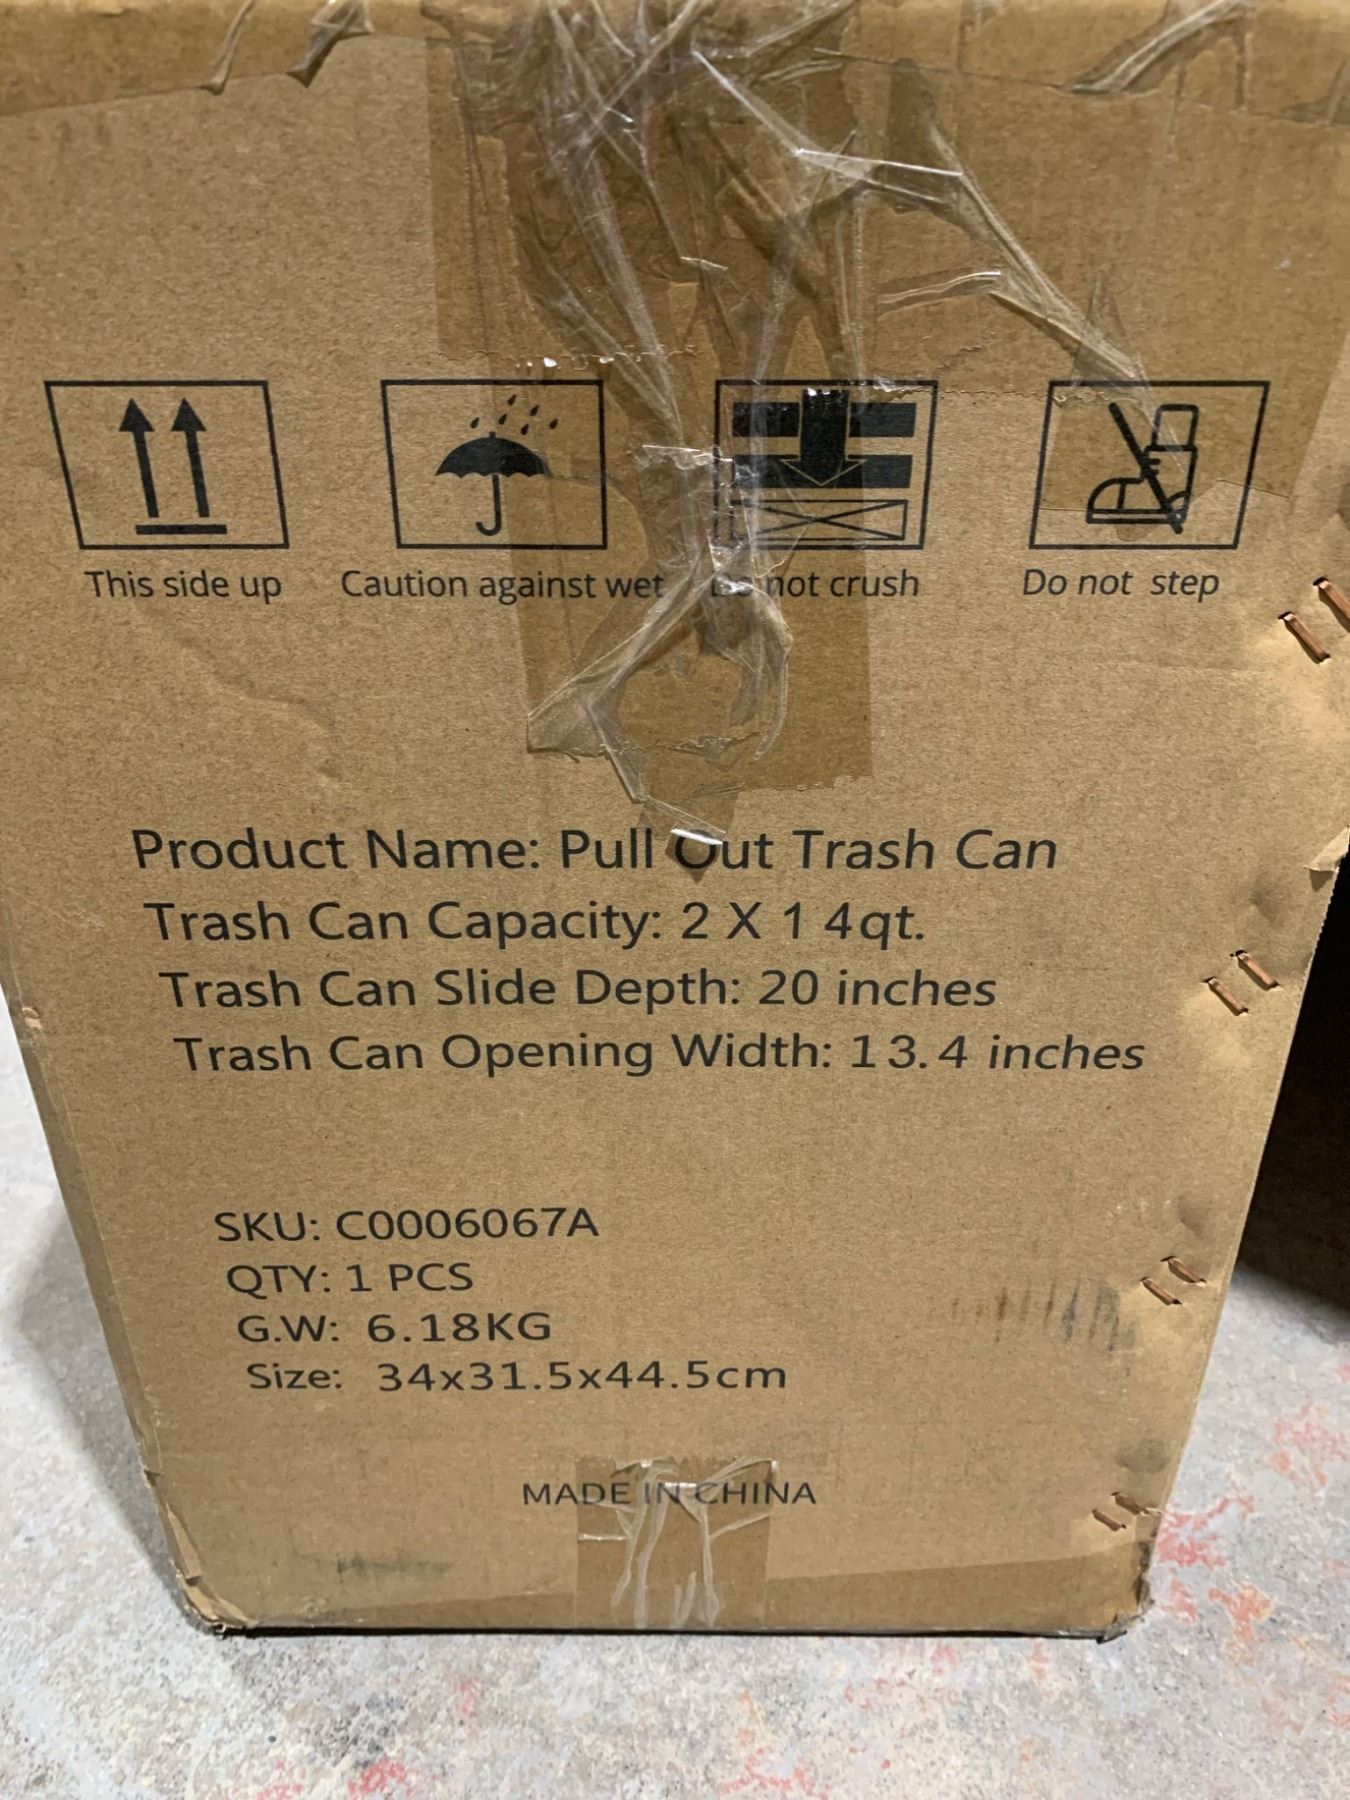 This side up Caution against wet Do not crush Do not step
Product Name: Pull Out Trash Can
Trash Can Capacity: 2 X 1 4qt.
Trash Can Slide Depth: 20 inches
Trash Can Opening Width: 13.4 inches
SKU: C0006067A
QTY: 1 PCS
G.W: 6.18KG
Size: 34x31.5x44.5cm
MADE IN CHINA